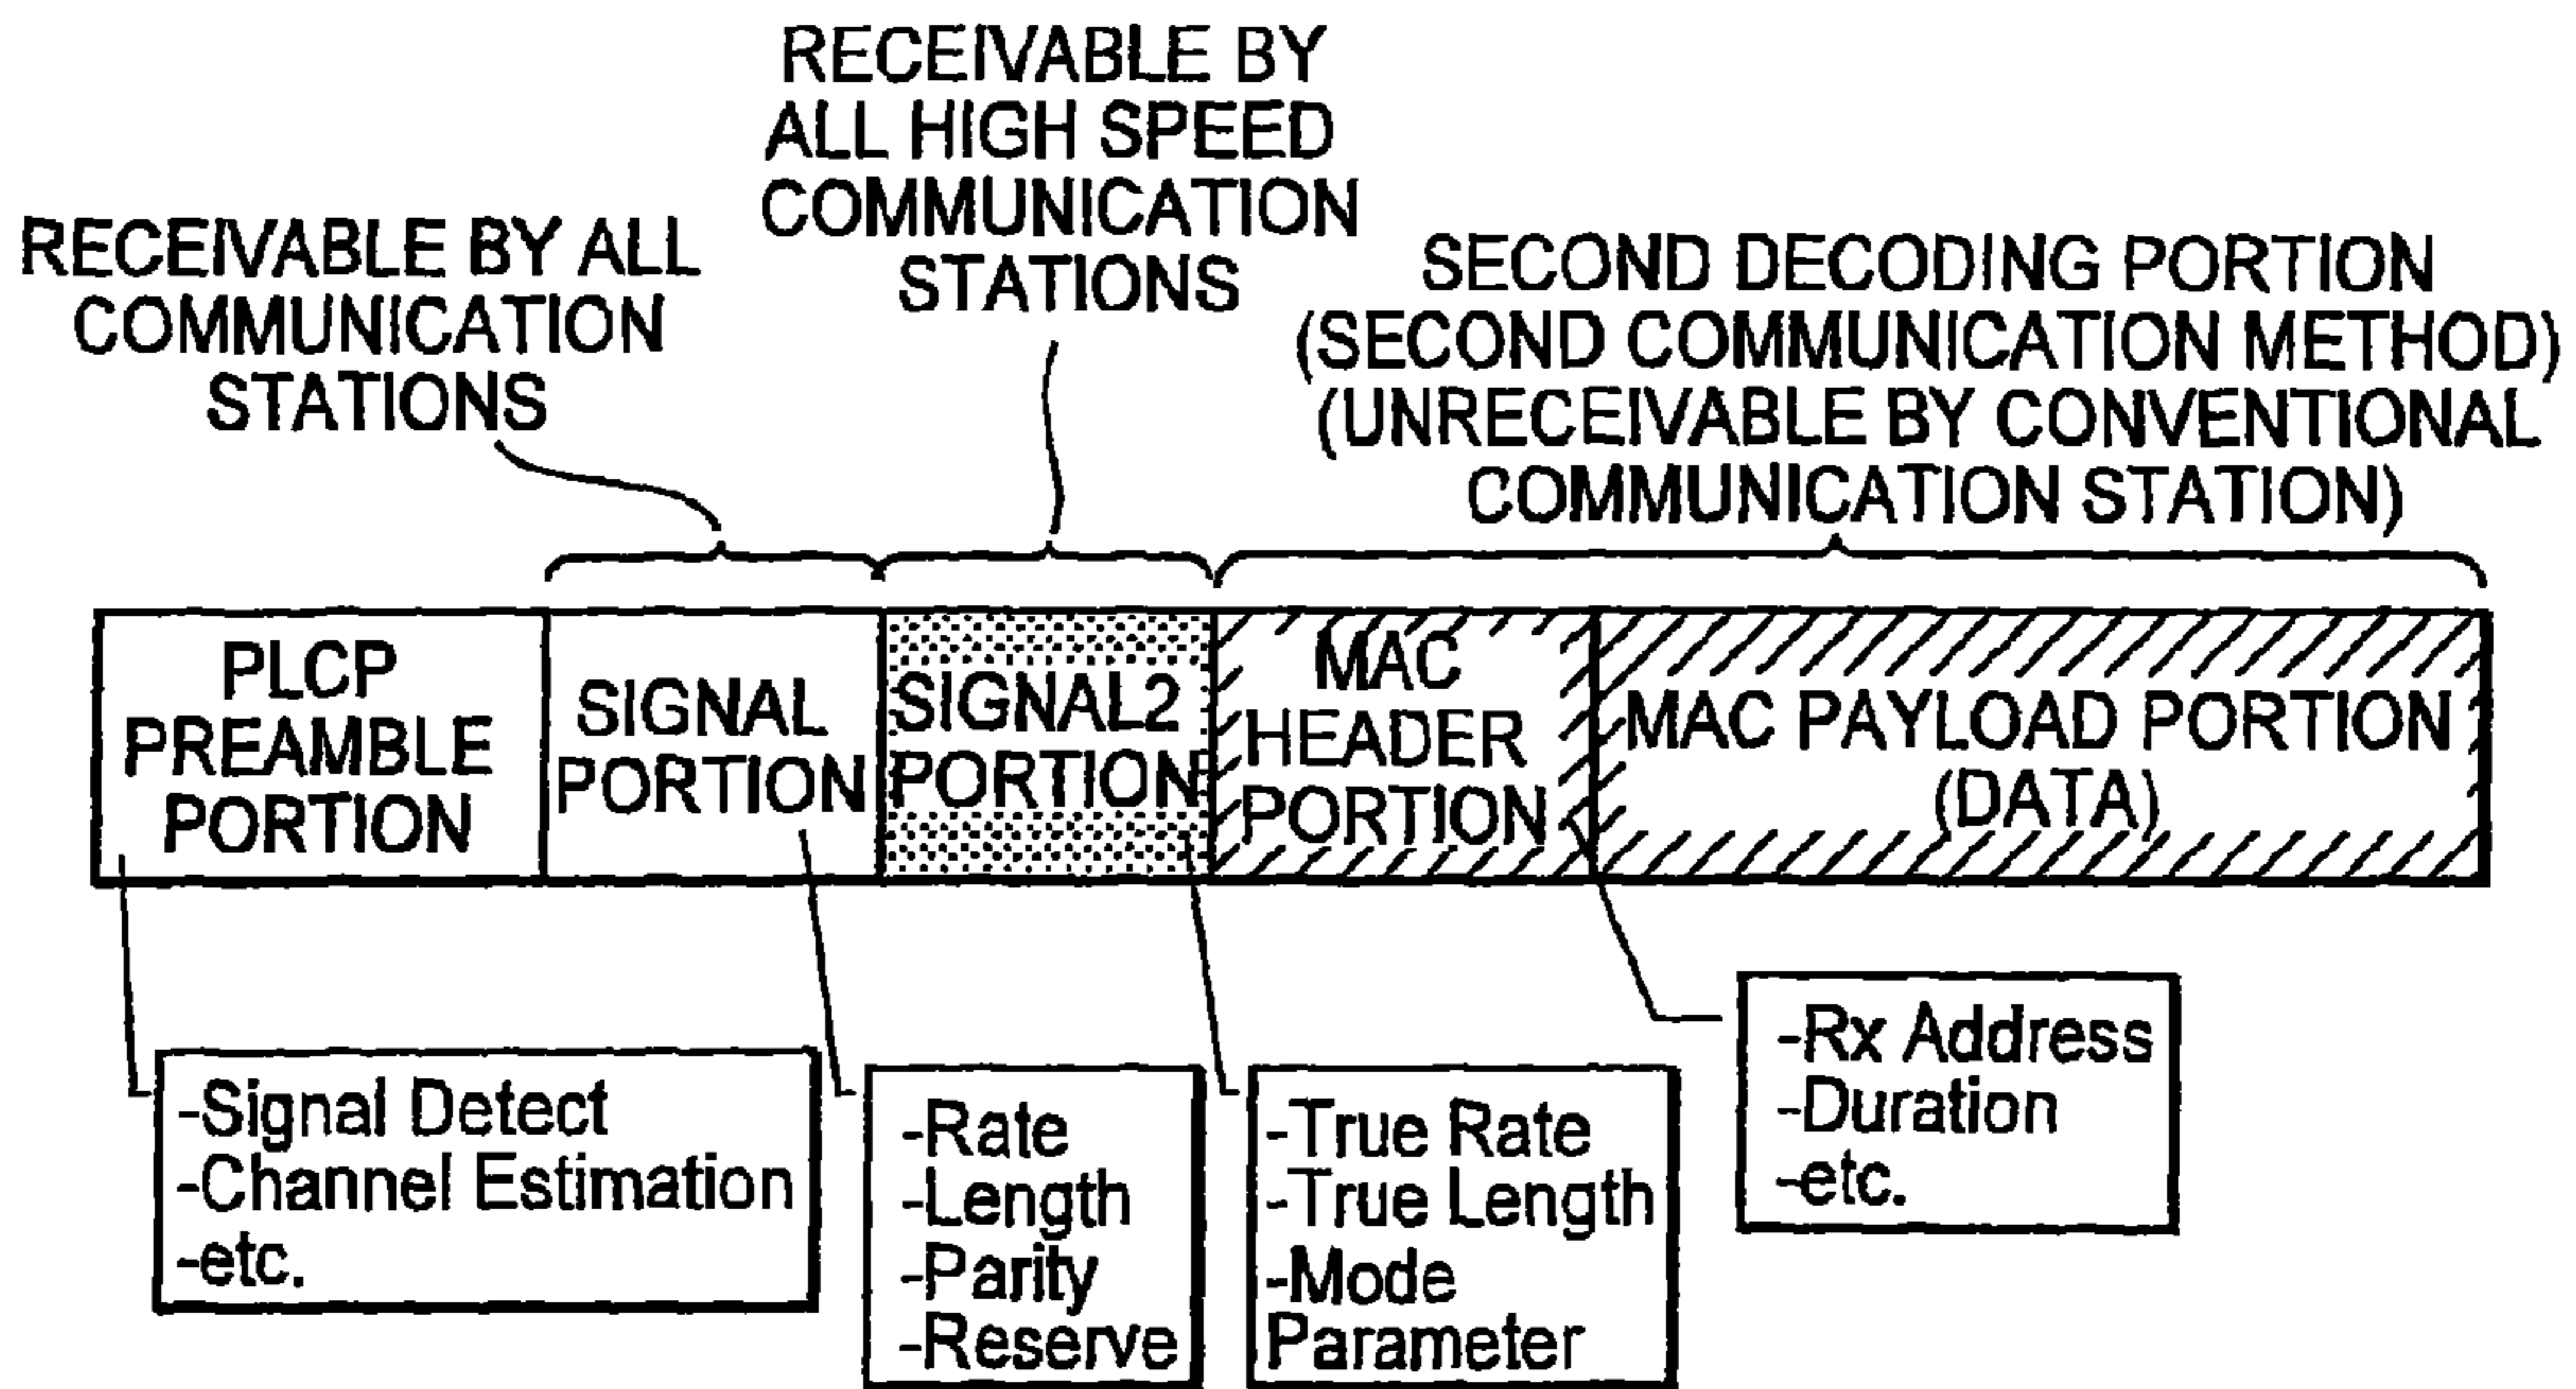 RECEIVABLE BY ALL
COMMUNICATION
STATIONS
RECEIVABLE BY
ALL HIGH SPEED
COMMUNICATION
STATIONS
SECOND DECODING PORTION
(SECOND COMMUNICATION METHOD)
(UNRECEIVABLE BY CONVENTIONAL
COMMUNICATION STATION)
PLCP
PREAMBLE
PORTION
SIGNAL
PORTION
SIGNAL2
PORTION
MAC
HEADER
PORTION
MAC PAYLOAD PORTION
(DATA)
-Signal Detect
-Channel Estimation
-etc.
-Rate
-Length
-Parity
-Reserve
-True Rate
-True Length
-Mode
Parameter
-Rx Address
-Duration
-etc.